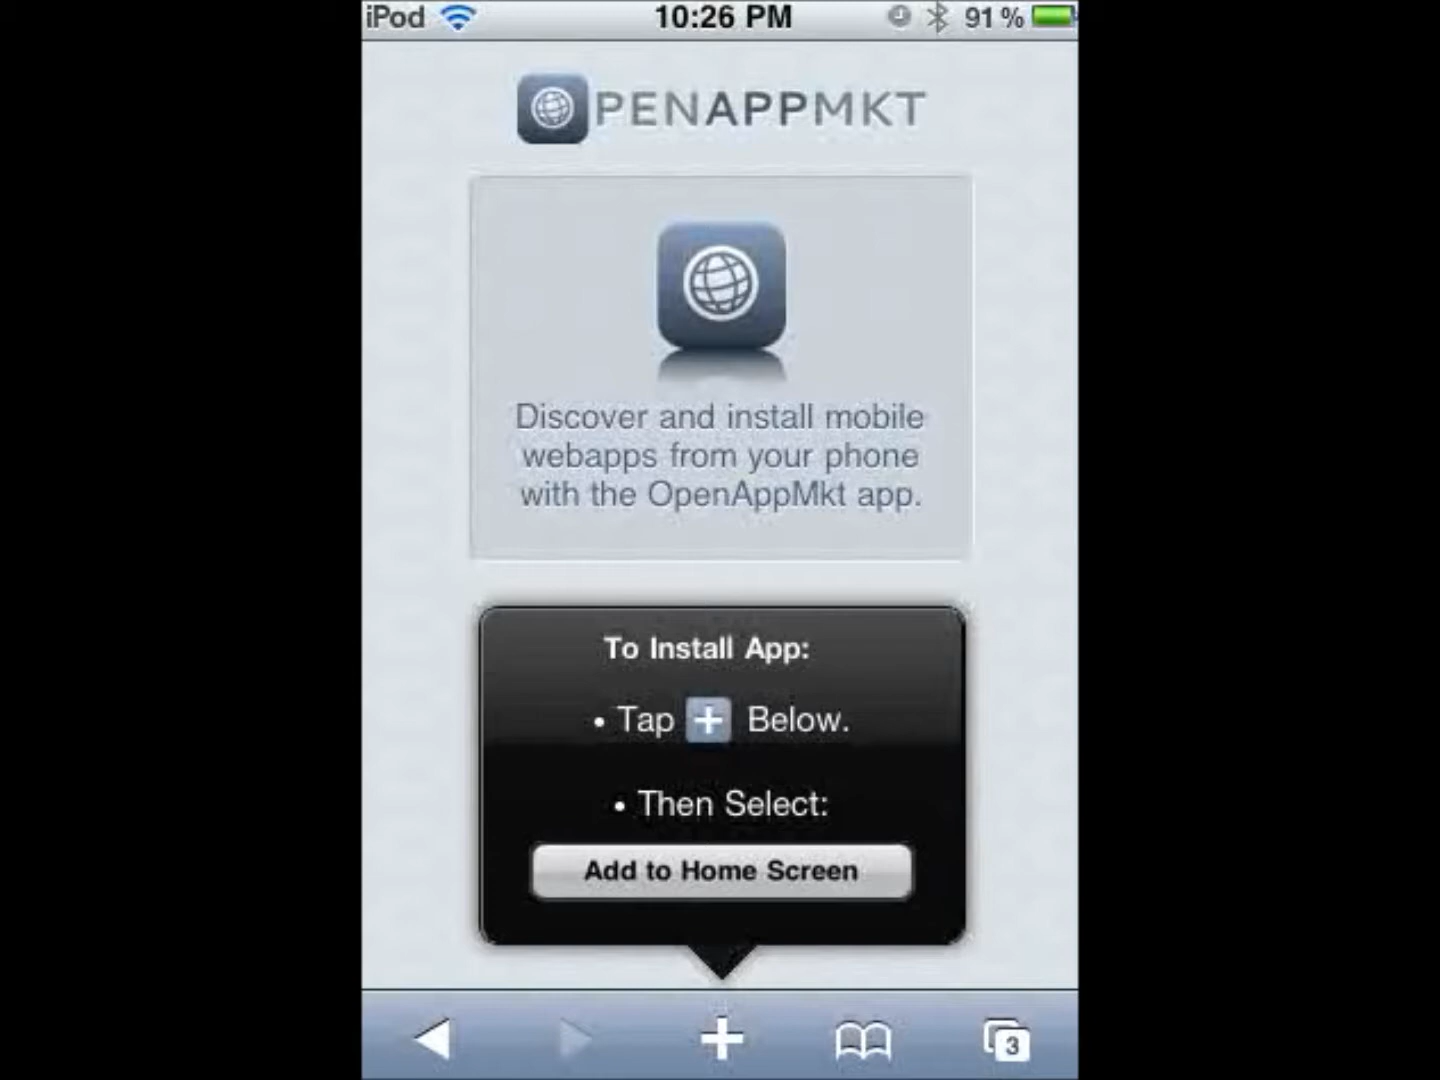 iPod 10:26 PM 91 %
OPENAPPMKT
Discover and install mobile
webapps from your phone
with the OpenAppMkt app.
To Install App:
• Tap + Below.
• Then Select:
Add to Home Screen
3